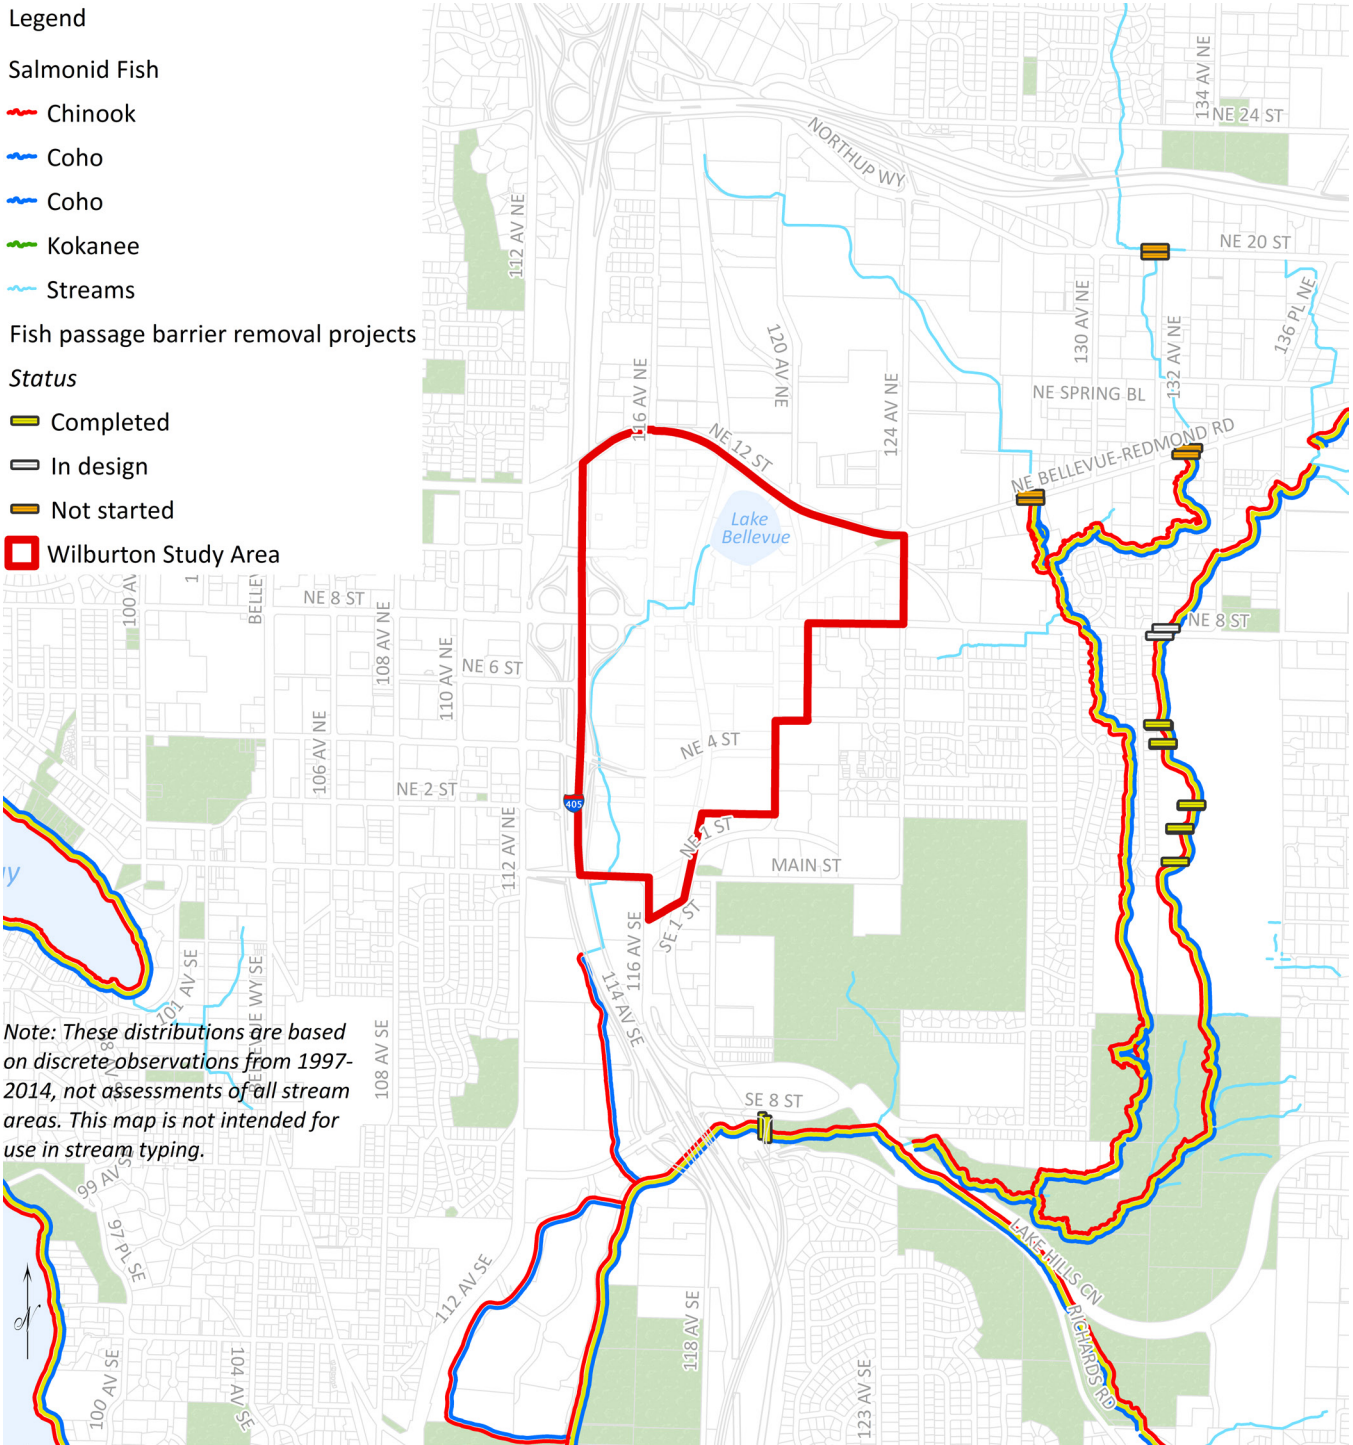 Legend
Salmonid Fish
Chinook
Coho
Coho
Kokanee
Streams
Fish passage barrier removal projects
Status
Completed
In design
Not started
Wilburton Study Area
134 AV NE
NE 24 ST
NORTHUP WY
112 AV NE
NE 20 ST
130 AV NE
136 PL NE
132 AV NE
120 AV NE
116 AV NE
124 AV NE
NE SPRING BL
NE 12 ST
NE BELLEVUE-REDMOND RD
Lake
Bellevue
100 AV
1
BELLEV
NE 8 ST
108 AV NE
NE 8 ST
110 AV NE
NE 6 ST
106 AV NE
NE 4 ST
NE 2 ST
405
112 AV NE
NE 1 ST
MAIN ST
y
SE 1 ST
116 AV SE
101 AV SE
BELLEVUE WY SE
114 AV SE
108 AV SE
Note: These distributions are based
on discrete observations from 1997-
2014, not assessments of all stream
areas. This map is not intended for
use in stream typing.
SE 8 ST
99 AV SE
97 PL SE
LAKE HILLS CN
112 AV SE
N
118 AV SE
RICHARDS RD
100 AV SE
104 AV SE
123 AV SE